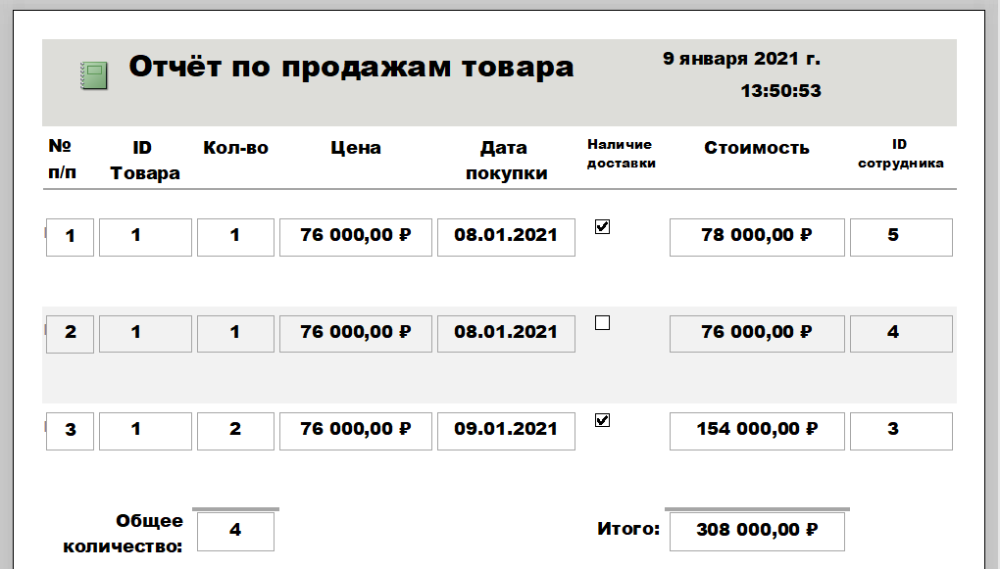 Отчёт по продажам товара
9 января 2021 г.
13:50:53
№ п/п ID Товара Кол-во Цена Дата покупки Наличие доставки Стоимость ID сотрудника
1 1 1 76 000,00 ₽ 08.01.2021 78 000,00 ₽ 5
2 1 1 76 000,00 ₽ 08.01.2021 76 000,00 ₽ 4
3 1 2 76 000,00 ₽ 09.01.2021 154 000,00 ₽ 3
Общее количество: 4 Итого: 308 000,00 ₽